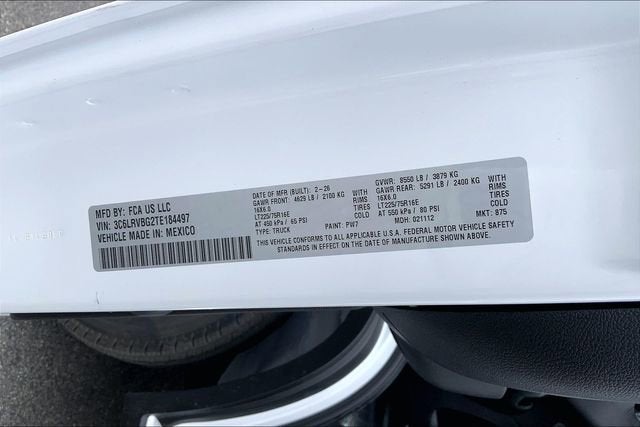 MFD BY: FCA US LLC
VIN: 3C6LRVBG2TE184497
VEHICLE MADE IN: MEXICO
DATE OF MFR (BUILT): 2-26
GAWR FRONT: 4629 LB / 2100 KG WITH
16X6.0 RIMS
LT225/75R16E TIRES
AT 450 kPa / 65 PSI COLD
TYPE: TRUCK PAINT: PW7
GVWR: 8550 LB / 3879 KG
GAWR REAR: 5291 LB / 2400 KG WITH
16X6.0 RIMS
LT225/75R16E TIRES
AT 550 kPa / 80 PSI COLD
MDH: 021112 MKT: 875
THIS VEHICLE CONFORMS TO ALL APPLICABLE U.S.A. FEDERAL MOTOR VEHICLE SAFETY
STANDARDS IN EFFECT ON THE DATE OF MANUFACTURE SHOWN ABOVE.